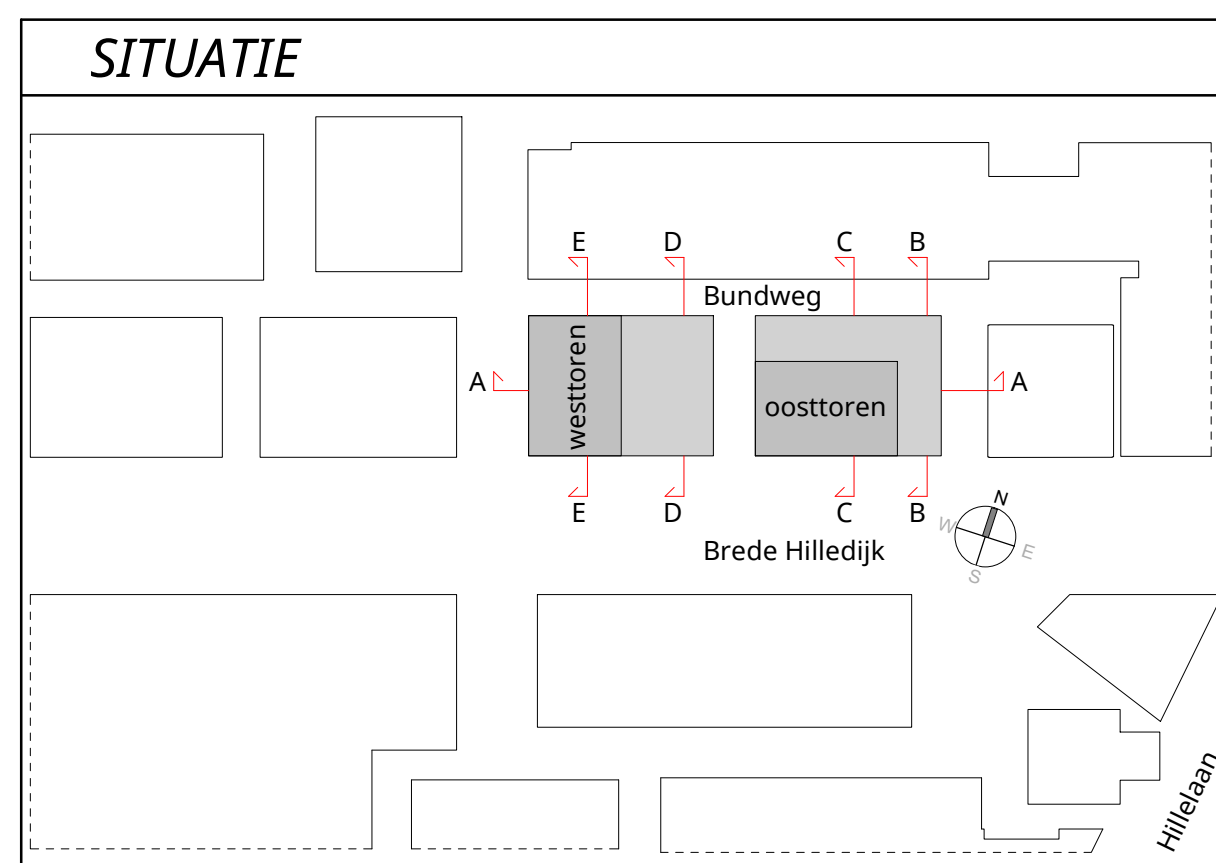 SITUATIE
E D C B
Bundweg
A westtoren oosttoren A
E D C B
N
W
E
S
Brede Hilledijk
Hillelaan